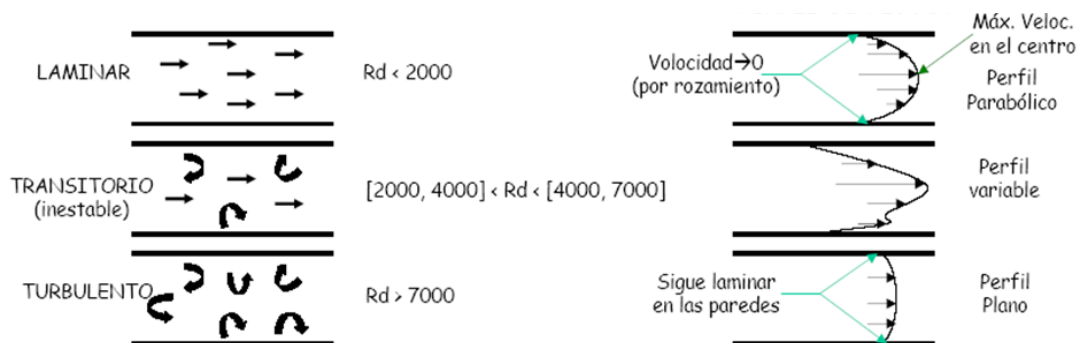 LAMINAR
Rd < 2000
Volocidad→0
(por rozamiento)
Máx. Veloc.
en el centro
Perfil
Parabólico
TRANSITORIO
(inestable)
[2000, 4000] < Rd < [4000, 7000]
Perfil
variable
TURBULENTO
Rd > 7000
Sigue laminar
en las paredes
Perfil
Plano